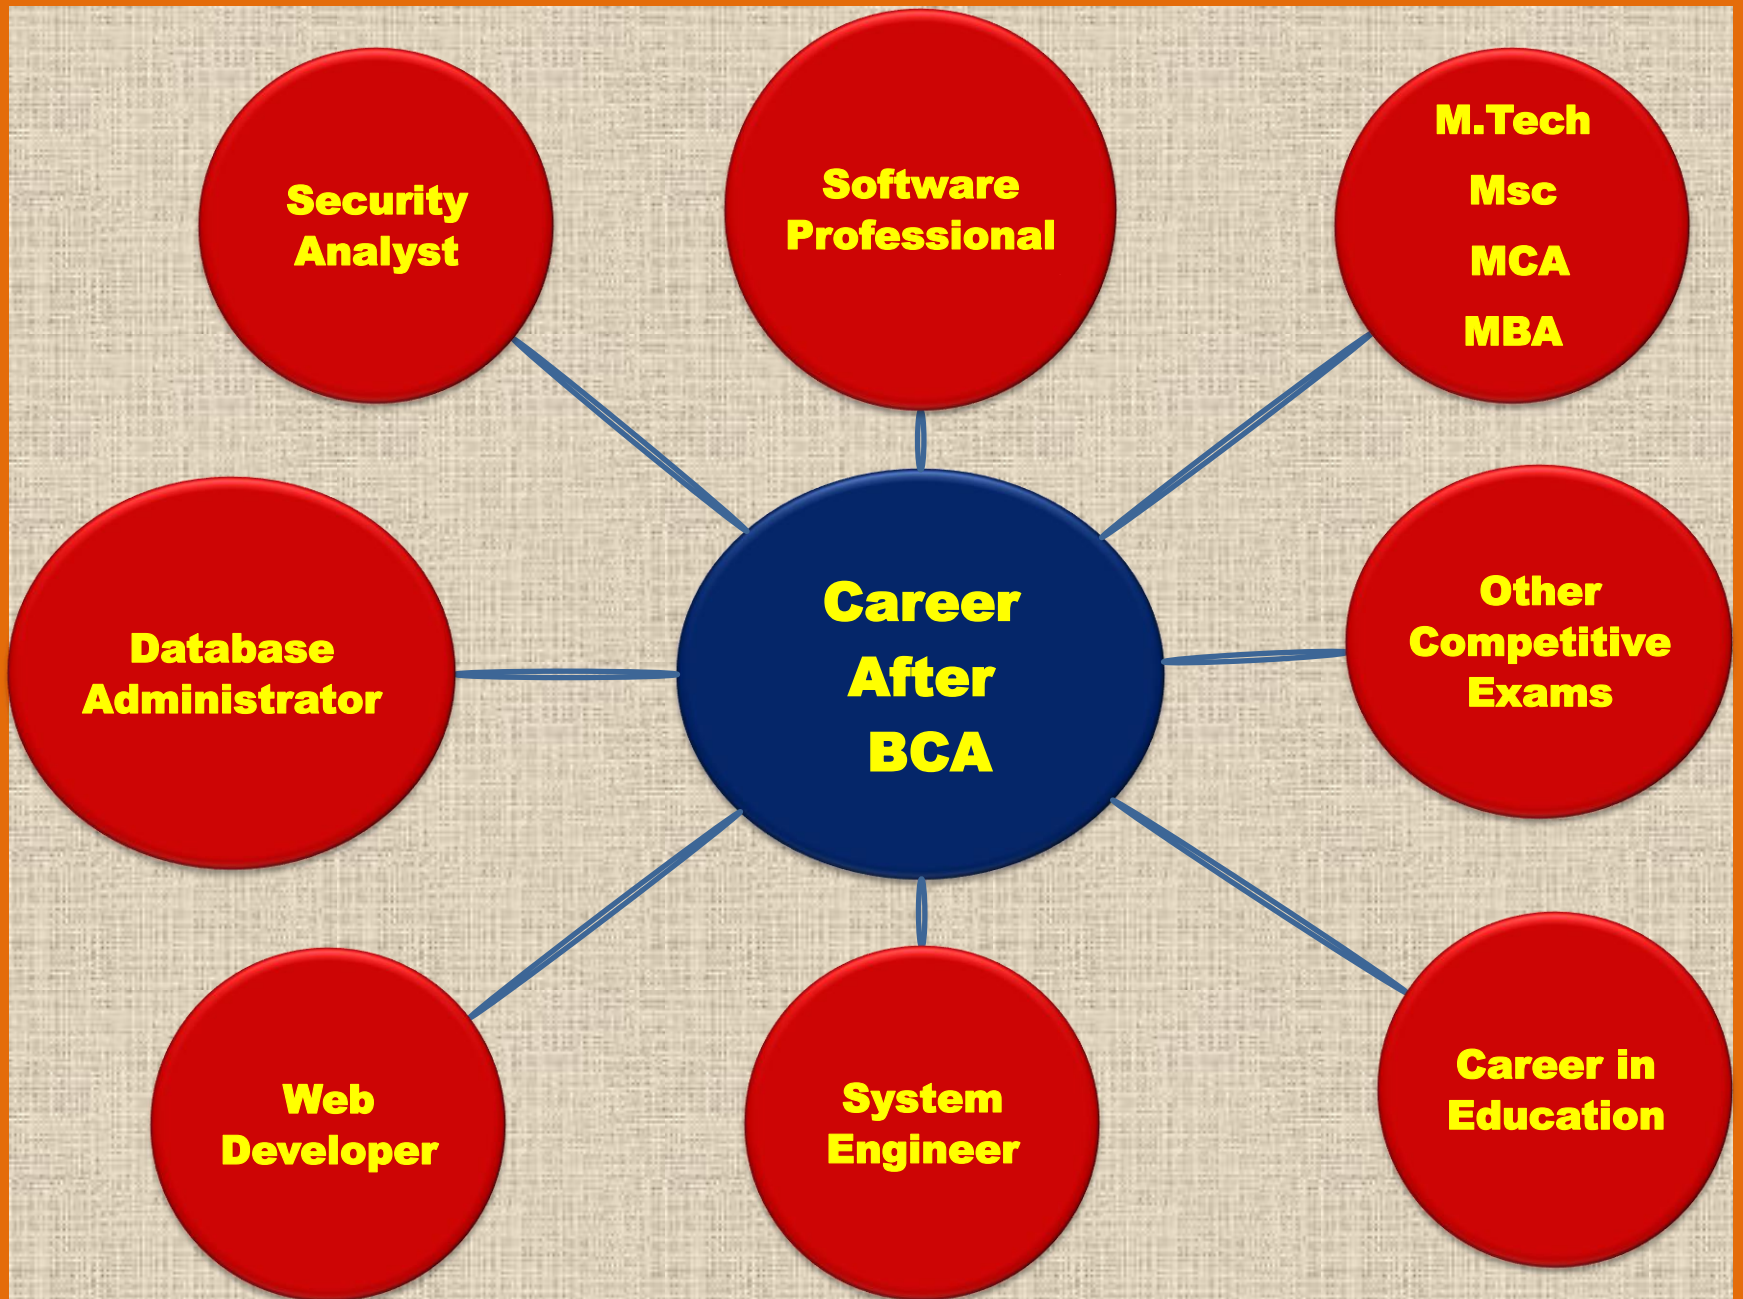 Security
Analyst
Software
Professional
M.Tech
Msc
MCA
MBA
Database
Administrator
Career
After
BCA
Other
Competitive
Exams
Web
Developer
System
Engineer
Career in
Education